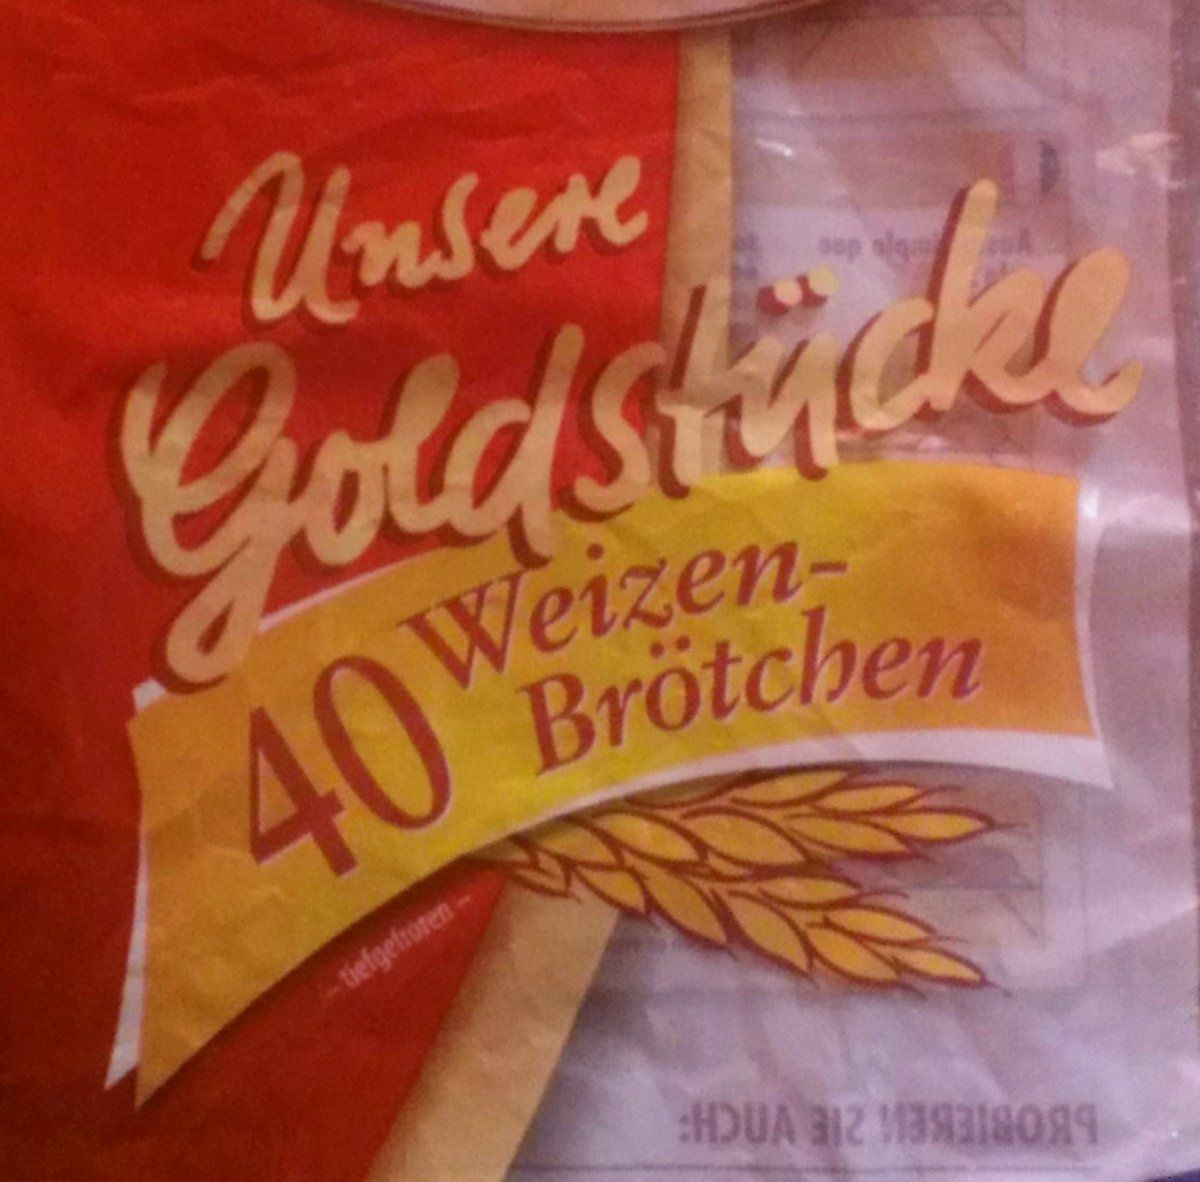 Unsere
Goldstücke
40 Weizen-
Brötchen
– tiefgefroren –
PROBIEREN SIE AUCH: